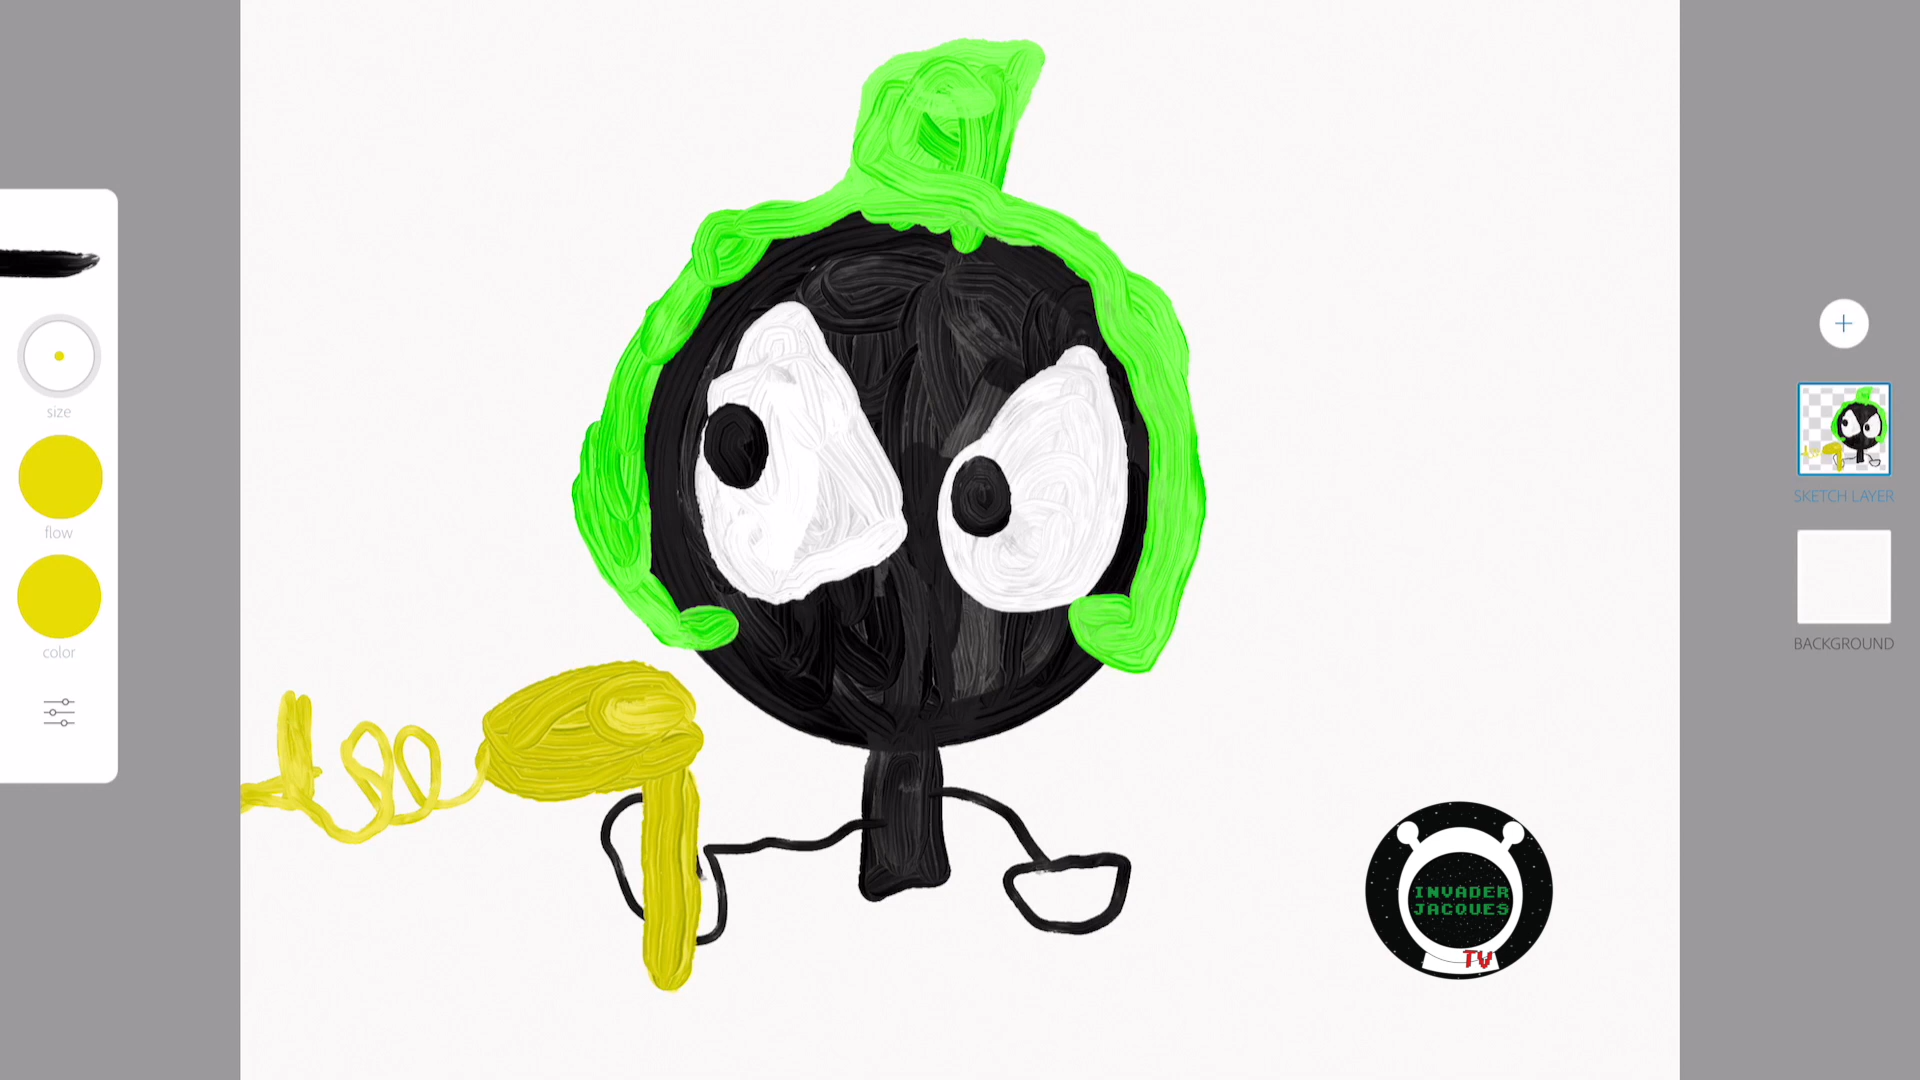 size
flow
color
SKETCH LAYER
BACKGROUND
INVADER
JACQUES
TV